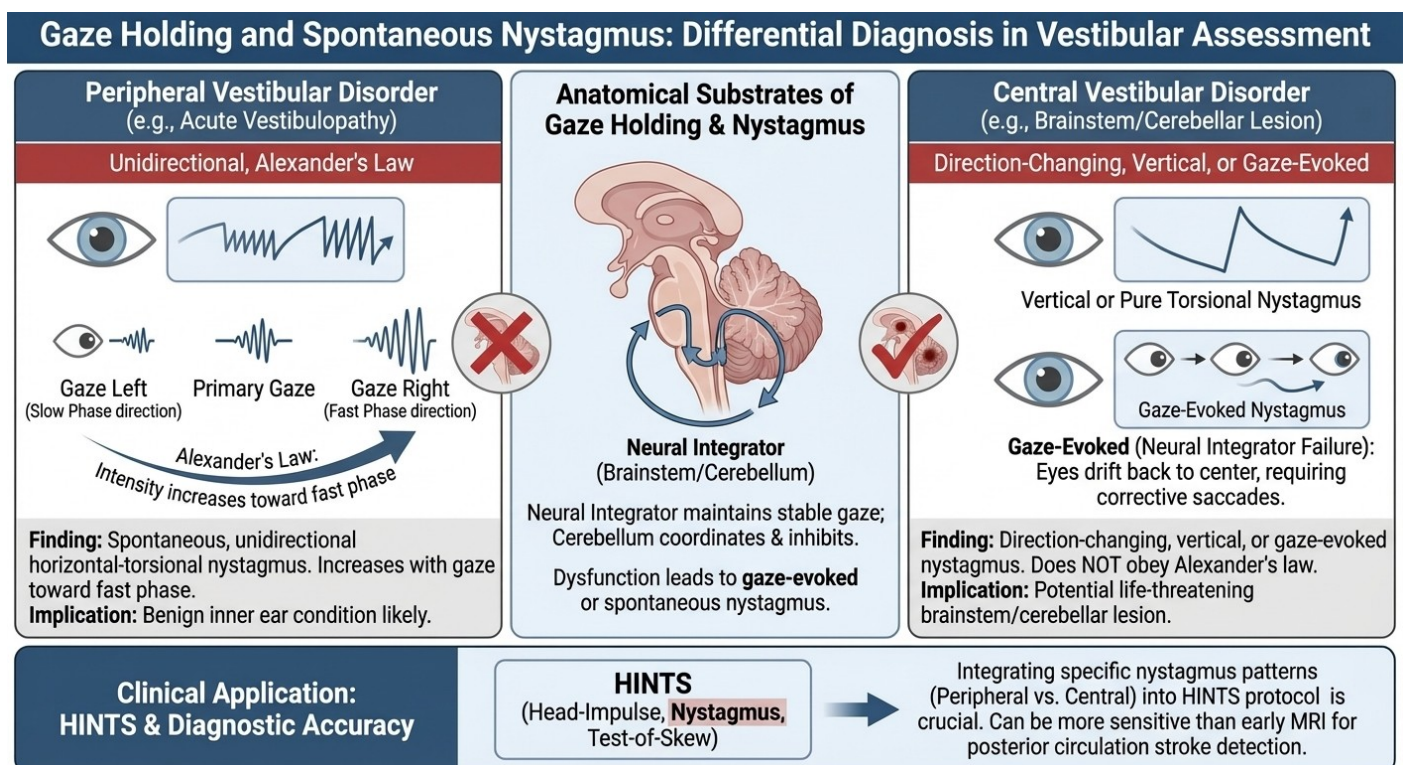 Gaze Holding and Spontaneous Nystagmus: Differential Diagnosis in Vestibular Assessment
Peripheral Vestibular Disorder
(e.g., Acute Vestibulopathy)
Unidirectional, Alexander's Law
Gaze Left
(Slow Phase direction)
Primary Gaze
Gaze Right
(Fast Phase direction)
Alexander's Law:
Intensity increases toward fast phase
Finding: Spontaneous, unidirectional
horizontal-torsional nystagmus. Increases with gaze
toward fast phase.
Implication: Benign inner ear condition likely.
Anatomical Substrates of
Gaze Holding & Nystagmus
Neural Integrator
(Brainstem/Cerebellum)
Neural Integrator maintains stable gaze;
Cerebellum coordinates & inhibits.
Dysfunction leads to gaze-evoked
or spontaneous nystagmus.
Central Vestibular Disorder
(e.g., Brainstem/Cerebellar Lesion)
Direction-Changing, Vertical, or Gaze-Evoked
Vertical or Pure Torsional Nystagmus
Gaze-Evoked Nystagmus
Gaze-Evoked (Neural Integrator Failure):
Eyes drift back to center, requiring
corrective saccades.
Finding: Direction-changing, vertical, or gaze-evoked
nystagmus. Does NOT obey Alexander's law.
Implication: Potential life-threatening
brainstem/cerebellar lesion.
Clinical Application:
HINTS & Diagnostic Accuracy
HINTS
(Head-Impulse, Nystagmus,
Test-of-Skew)
Integrating specific nystagmus patterns
(Peripheral vs. Central) into HINTS protocol is
crucial. Can be more sensitive than early MRI for
posterior circulation stroke detection.